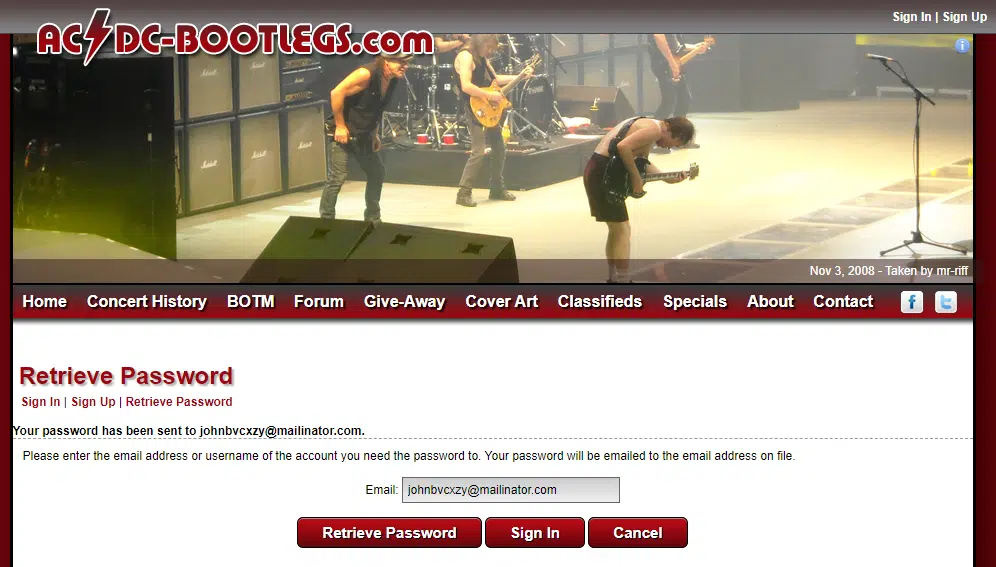 Sign In | Sign Up
AC DC-BOOTLEGS.com
Marshall
Marshall
Marshall
Nov 3, 2008 - Taken by mr-riff
Home Concert History BOTM Forum Give-Away Cover Art Classifieds Specials About Contact
Retrieve Password
Sign In | Sign Up | Retrieve Password
Your password has been sent to johnbvcxzy@mailinator.com.
Please enter the email address or username of the account you need the password to. Your password will be emailed to the email address on file.
Email: johnbvcxzy@mailinator.com
Retrieve Password Sign In Cancel